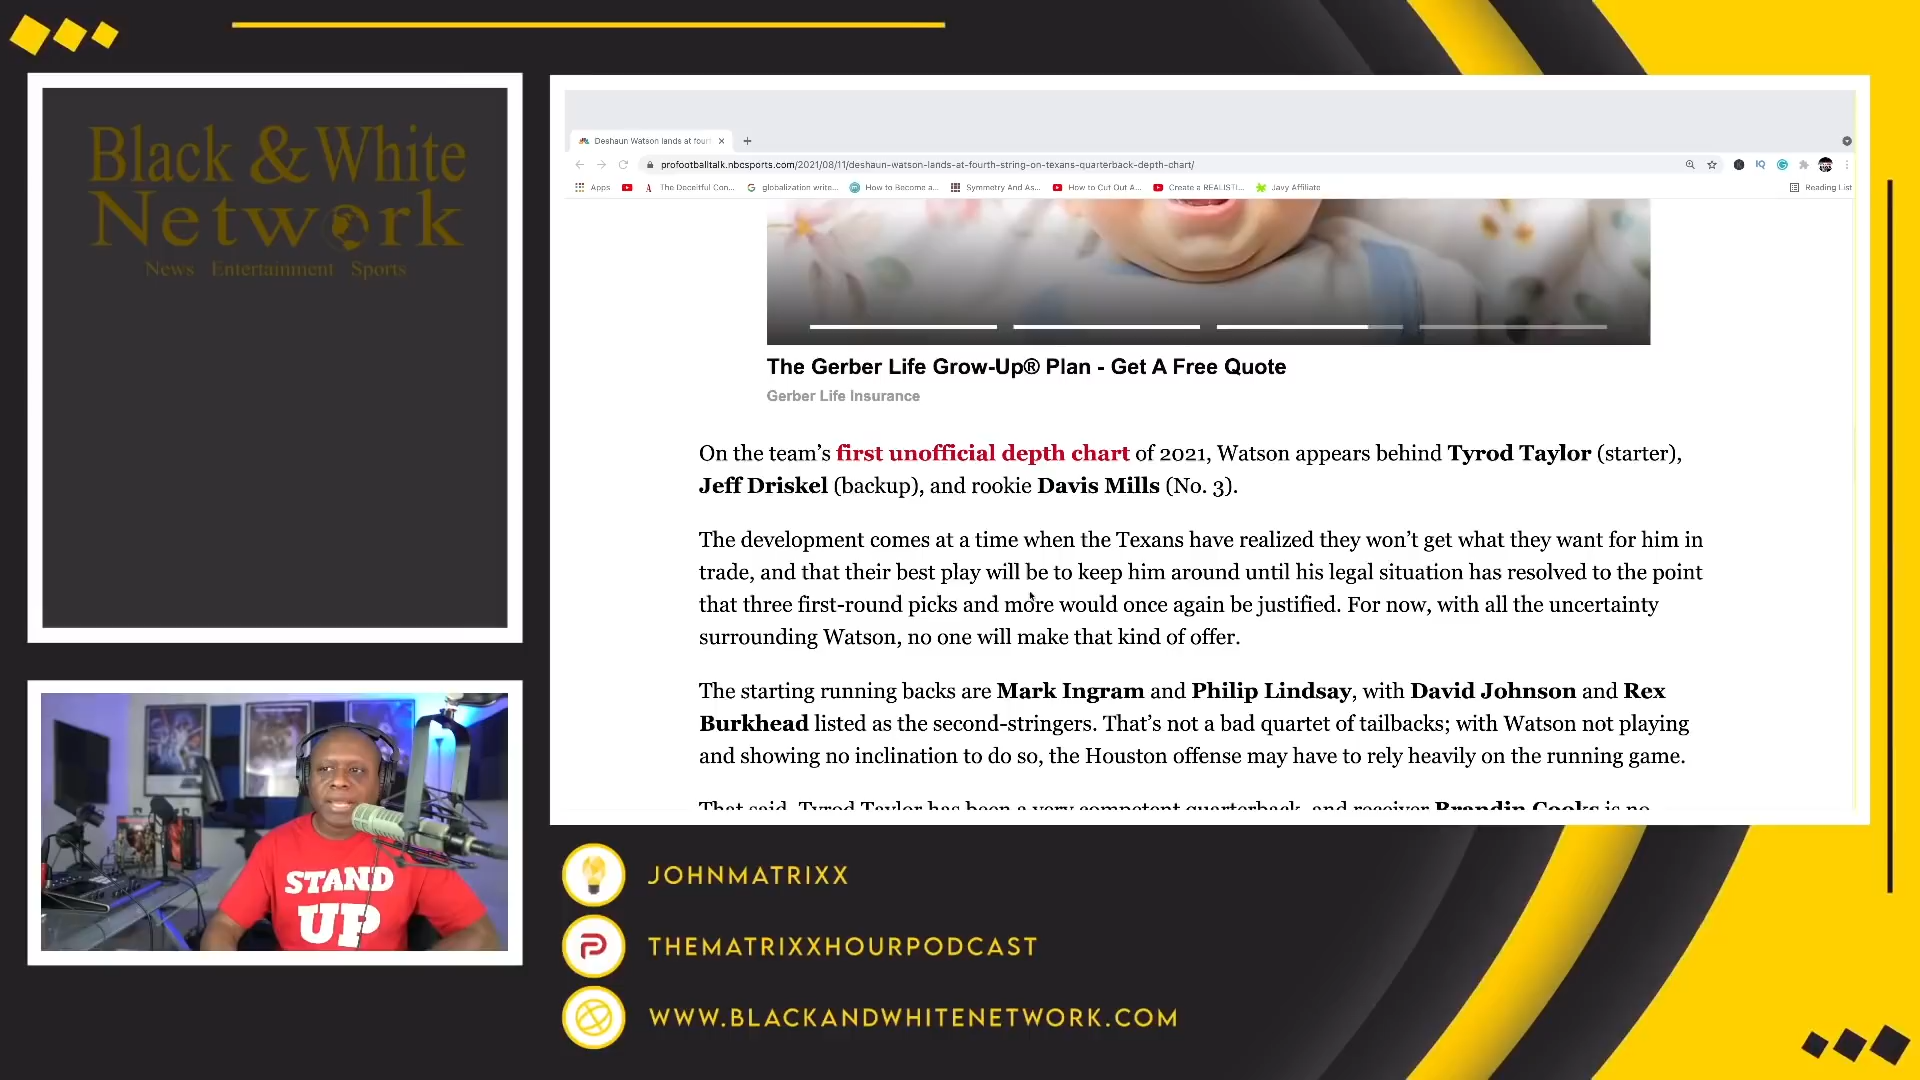 Black & White
Network
News Entertainment Sports
Deshaun Watson lands at four
profootballtalk.nbcsports.com/2021/08/11/deshaun-watson-lands-at-fourth-string-on-texans-quarterback-depth-chart/
Apps The Deceitful Con... globalization write... How to Become a... Symmetry And As... How to Cut Out A... Create a REALISTI... Javy Affiliate Reading List
The Gerber Life Grow-Up® Plan - Get A Free Quote
Gerber Life Insurance
On the team's first unofficial depth chart of 2021, Watson appears behind Tyrod Taylor (starter),
Jeff Driskel (backup), and rookie Davis Mills (No. 3).
The development comes at a time when the Texans have realized they won't get what they want for him in
trade, and that their best play will be to keep him around until his legal situation has resolved to the point
that three first-round picks and more would once again be justified. For now, with all the uncertainty
surrounding Watson, no one will make that kind of offer.
The starting running backs are Mark Ingram and Philip Lindsay, with David Johnson and Rex
Burkhead listed as the second-stringers. That's not a bad quartet of tailbacks; with Watson not playing
and showing no inclination to do so, the Houston offense may have to rely heavily on the running game.
That said, Tyrod Taylor has been a very competent quarterback, and receiver Brandin Cooks is no
STAND
UP
JOHNMATRIXX
THEMATRIXXHOURPODCAST
WWW.BLACKANDWHITENETWORK.COM